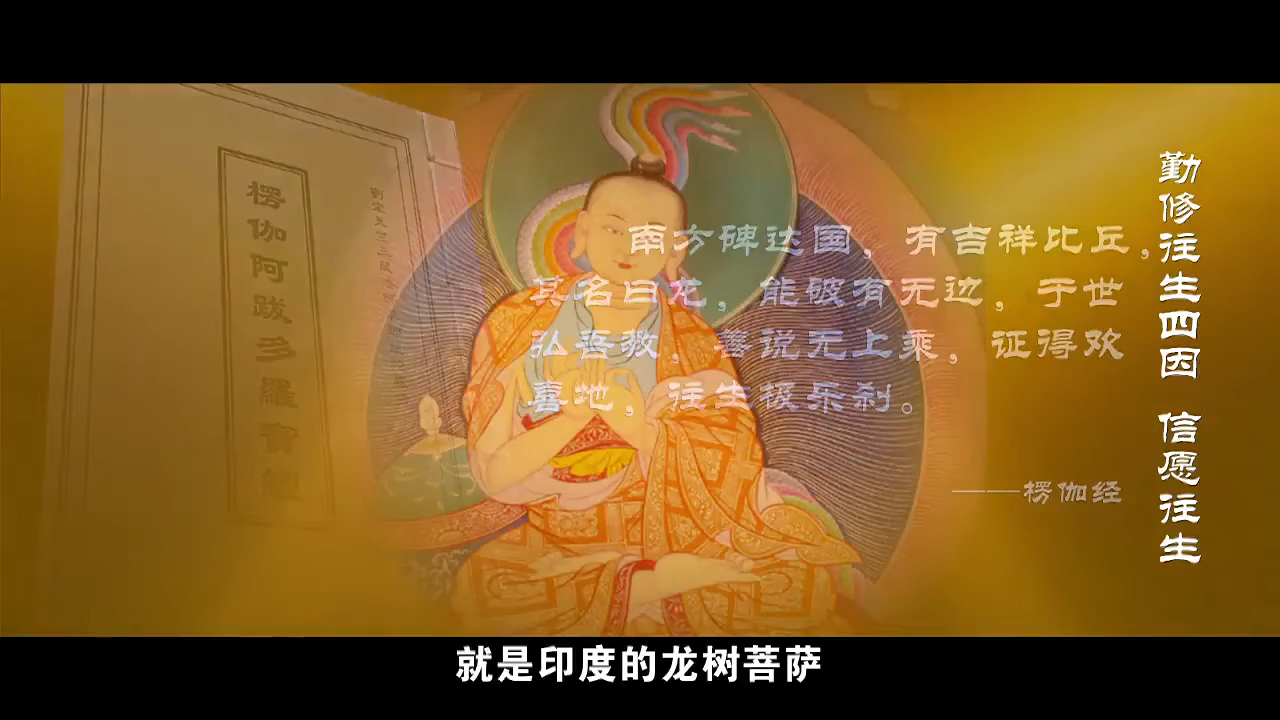 楞伽阿跋多羅寶經
南方碑达国，有吉祥比丘，
其名曰龙，能破有无边，于世
弘吾教，善说无上乘，证得欢
喜地，往生极乐刹。
——楞伽经
勤修往生四因 信愿往生
就是印度的龙树菩萨